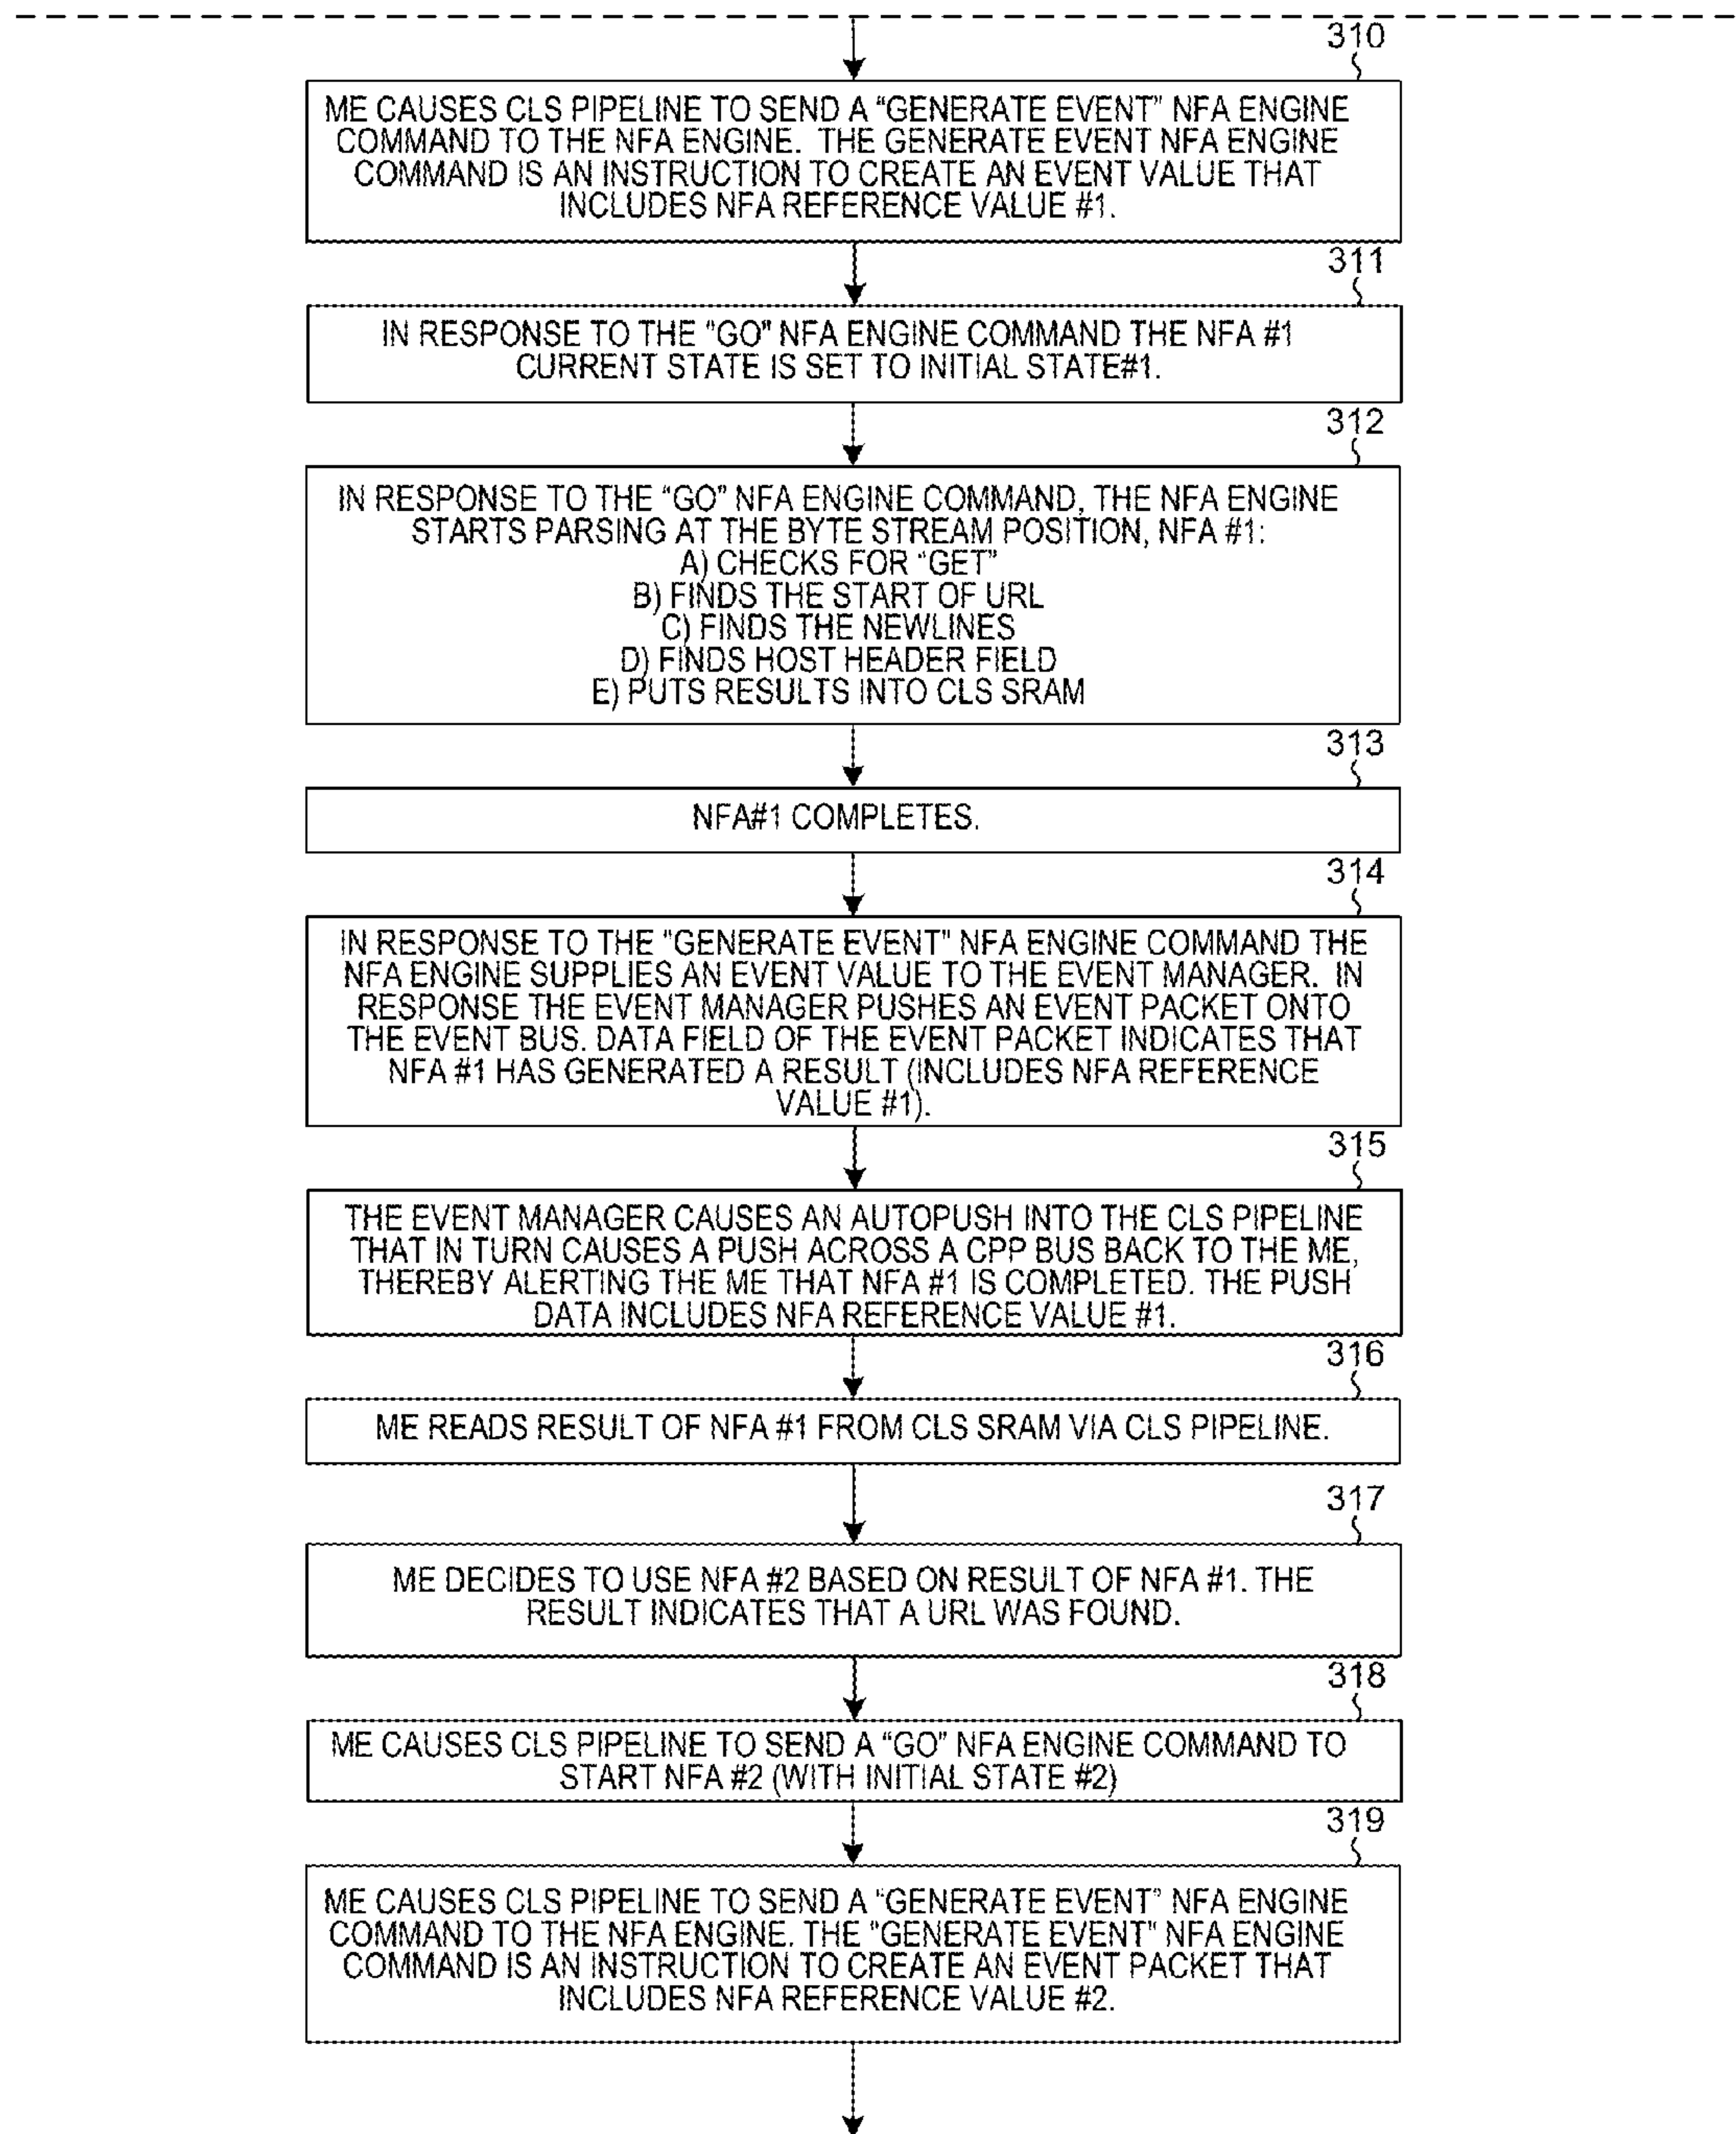 310
ME CAUSES CLS PIPELINE TO SEND A "GENERATE EVENT" NFA ENGINE
COMMAND TO THE NFA ENGINE. THE GENERATE EVENT NFA ENGINE
COMMAND IS AN INSTRUCTION TO CREATE AN EVENT VALUE THAT
INCLUDES NFA REFERENCE VALUE #1.
311
IN RESPONSE TO THE "GO" NFA ENGINE COMMAND THE NFA #1
CURRENT STATE IS SET TO INITIAL STATE#1.
312
IN RESPONSE TO THE "GO" NFA ENGINE COMMAND, THE NFA ENGINE
STARTS PARSING AT THE BYTE STREAM POSITION, NFA #1:
A) CHECKS FOR "GET"
B) FINDS THE START OF URL
C) FINDS THE NEWLINES
D) FINDS HOST HEADER FIELD
E) PUTS RESULTS INTO CLS SRAM
313
NFA#1 COMPLETES.
314
IN RESPONSE TO THE "GENERATE EVENT" NFA ENGINE COMMAND THE
NFA ENGINE SUPPLIES AN EVENT VALUE TO THE EVENT MANAGER. IN
RESPONSE THE EVENT MANAGER PUSHES AN EVENT PACKET ONTO
THE EVENT BUS. DATA FIELD OF THE EVENT PACKET INDICATES THAT
NFA #1 HAS GENERATED A RESULT (INCLUDES NFA REFERENCE
VALUE #1).
315
THE EVENT MANAGER CAUSES AN AUTOPUSH INTO THE CLS PIPELINE
THAT IN TURN CAUSES A PUSH ACROSS A CPP BUS BACK TO THE ME,
THEREBY ALERTING THE ME THAT NFA #1 IS COMPLETED. THE PUSH
DATA INCLUDES NFA REFERENCE VALUE #1.
316
ME READS RESULT OF NFA #1 FROM CLS SRAM VIA CLS PIPELINE.
317
ME DECIDES TO USE NFA #2 BASED ON RESULT OF NFA #1. THE
RESULT INDICATES THAT A URL WAS FOUND.
318
ME CAUSES CLS PIPELINE TO SEND A "GO" NFA ENGINE COMMAND TO
START NFA #2 (WITH INITIAL STATE #2)
319
ME CAUSES CLS PIPELINE TO SEND A "GENERATE EVENT" NFA ENGINE
COMMAND TO THE NFA ENGINE. THE "GENERATE EVENT" NFA ENGINE
COMMAND IS AN INSTRUCTION TO CREATE AN EVENT PACKET THAT
INCLUDES NFA REFERENCE VALUE #2.